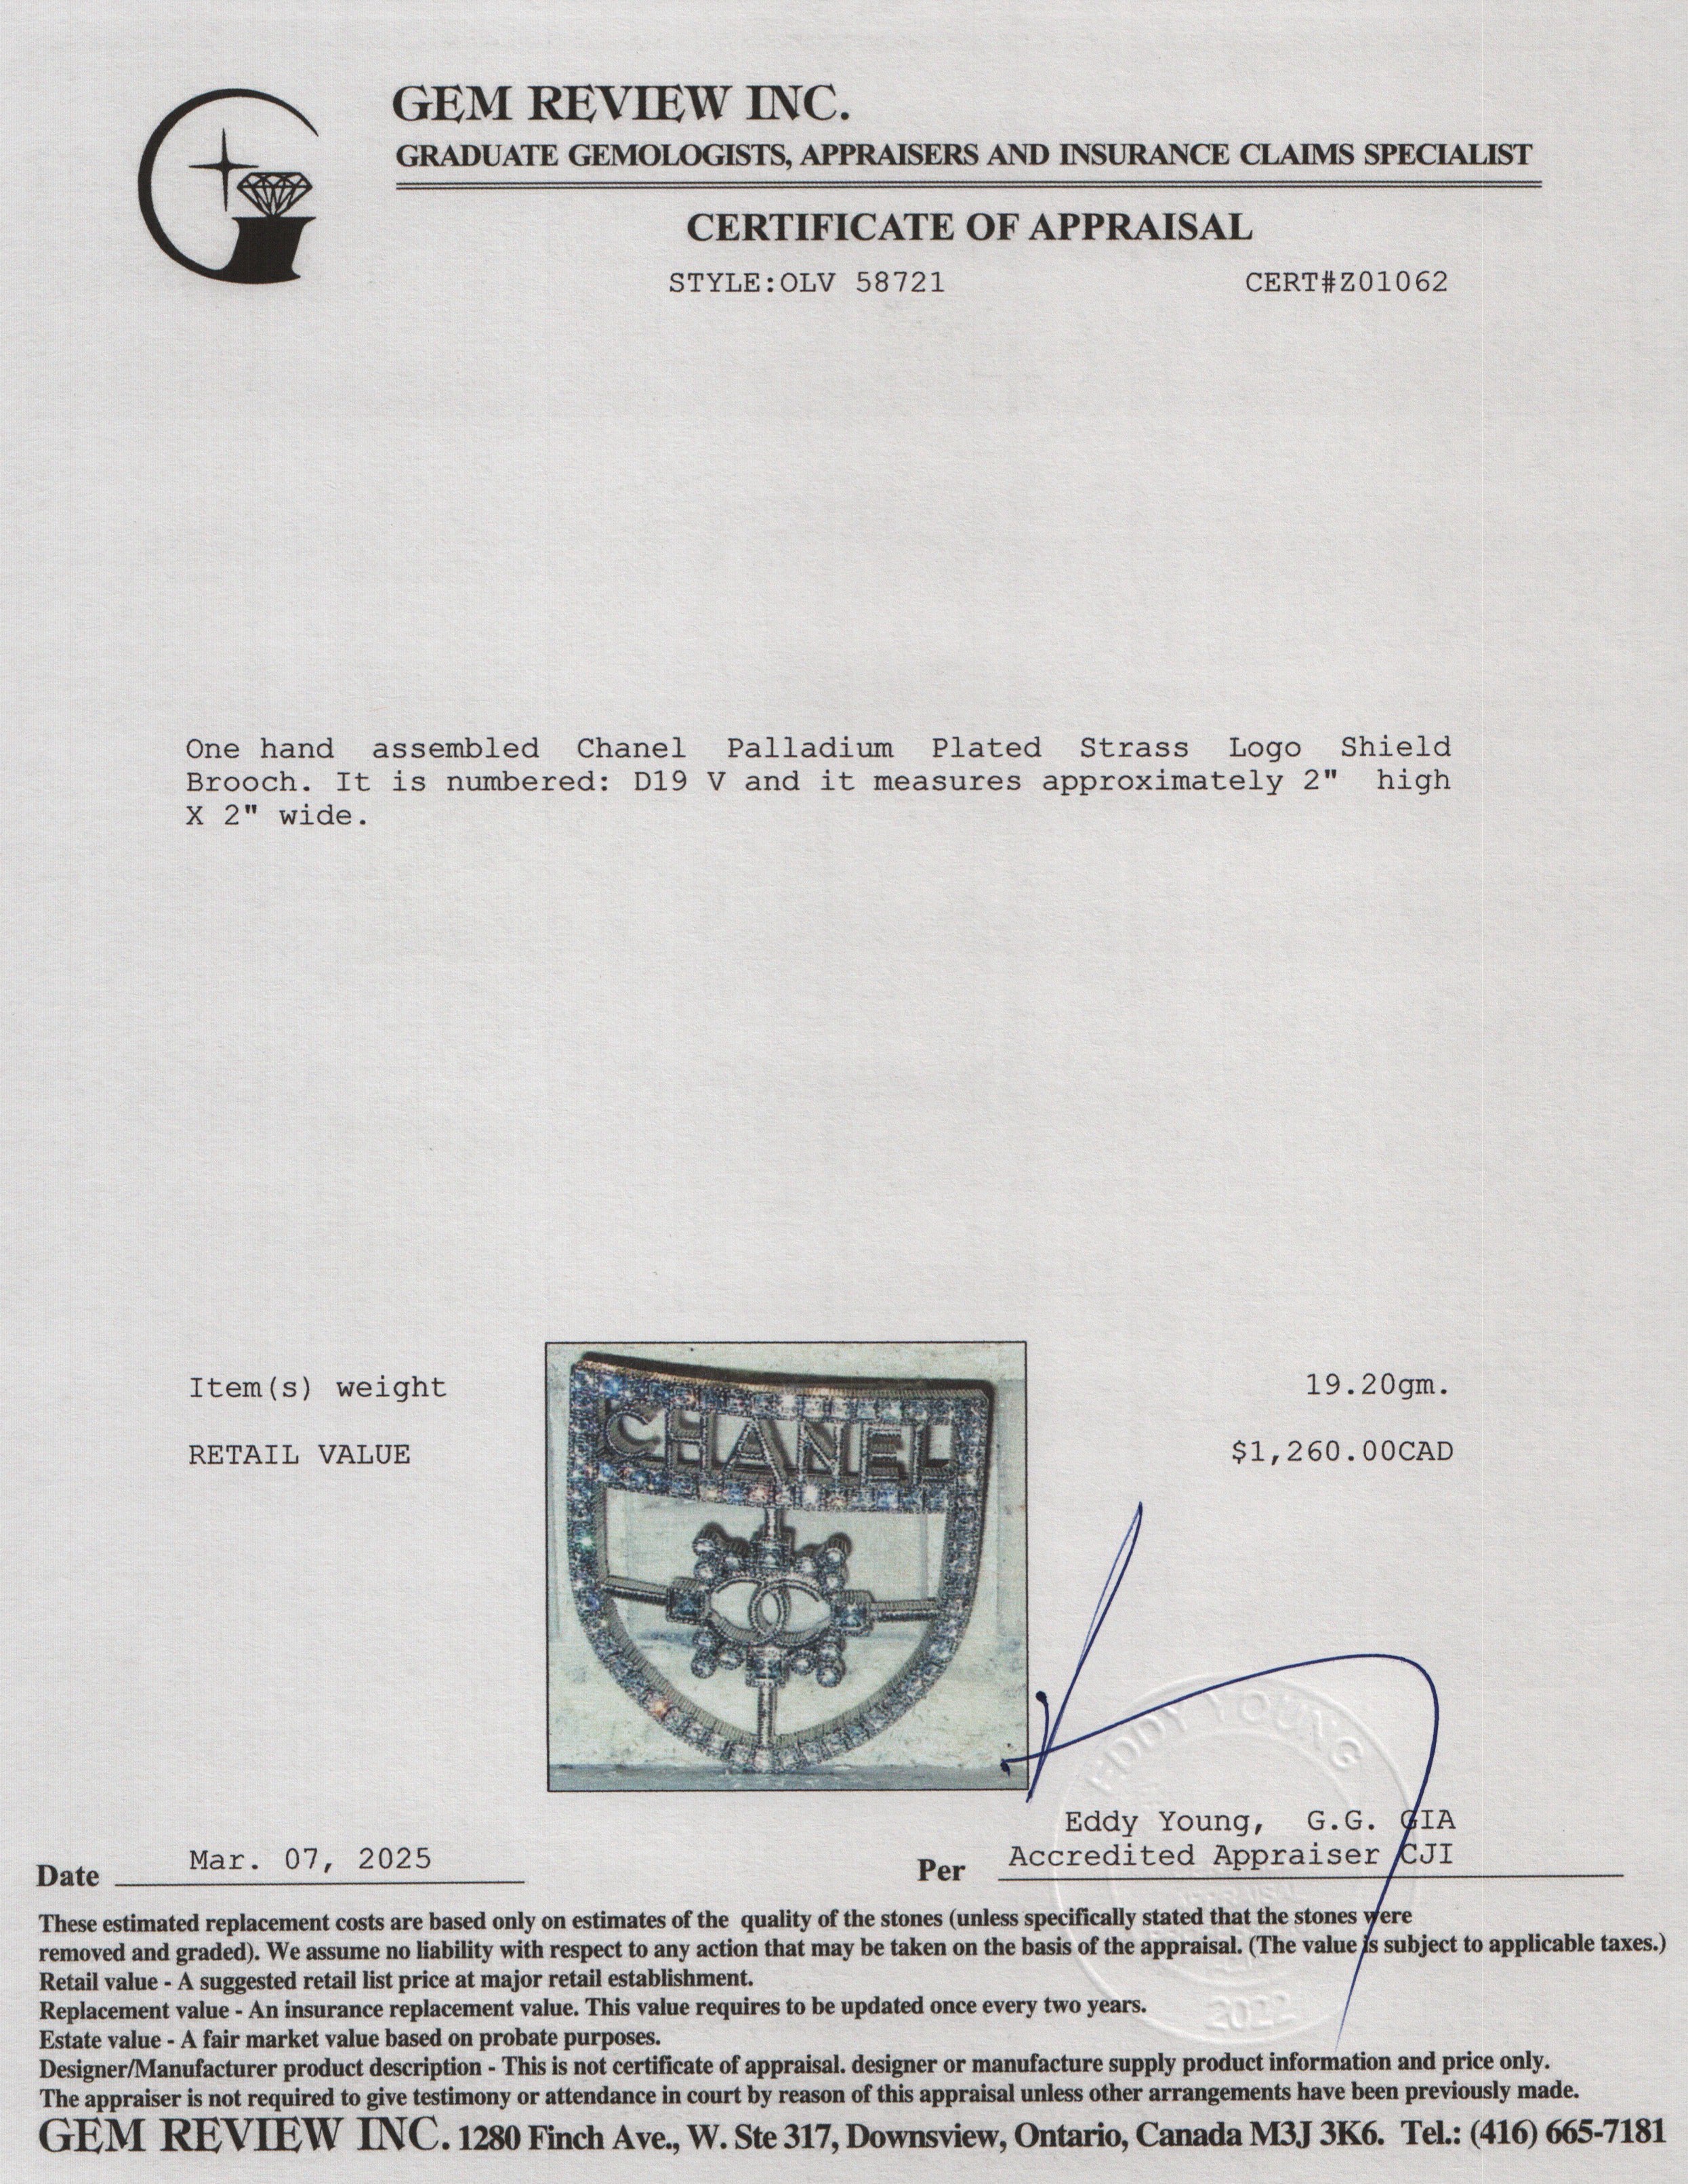 GEM REVIEW INC.
GRADUATE GEMOLOGISTS, APPRAISERS AND INSURANCE CLAIMS SPECIALIST
CERTIFICATE OF APPRAISAL
STYLE:OLV 58721 CERT#Z01062
One hand assembled Chanel Palladium Plated Strass Logo Shield
Brooch. It is numbered: D19 V and it measures approximately 2" high
X 2" wide.
Item(s) weight 19.20gm.
CHANEL
RETAIL VALUE $1,260.00CAD
EDDY YOUNG
Eddy Young, G.G. GIA
Date Mar. 07, 2025 Per Accredited Appraiser CJI
These estimated replacement costs are based only on estimates of the quality of the stones (unless specifically stated that the stones were
removed and graded). We assume no liability with respect to any action that may be taken on the basis of the appraisal. (The value is subject to applicable taxes.)
Retail value - A suggested retail list price at major retail establishment.
Replacement value - An insurance replacement value. This value requires to be updated once every two years.
2022
Estate value - A fair market value based on probate purposes.
Designer/Manufacturer product description - This is not certificate of appraisal. designer or manufacture supply product information and price only.
The appraiser is not required to give testimony or attendance in court by reason of this appraisal unless other arrangements have been previously made.
GEM REVIEW INC. 1280 Finch Ave., W. Ste 317, Downsview, Ontario, Canada M3J 3K6. Tel.: (416) 665-7181